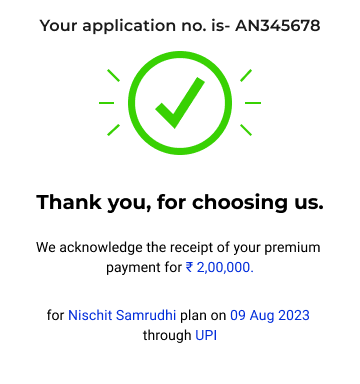 Your application no. is- AN345678
Thank you, for choosing us.
We acknowledge the receipt of your premium
payment for ₹ 2,00,000.
for Nischit Samrudhi plan on 09 Aug 2023
through UPI